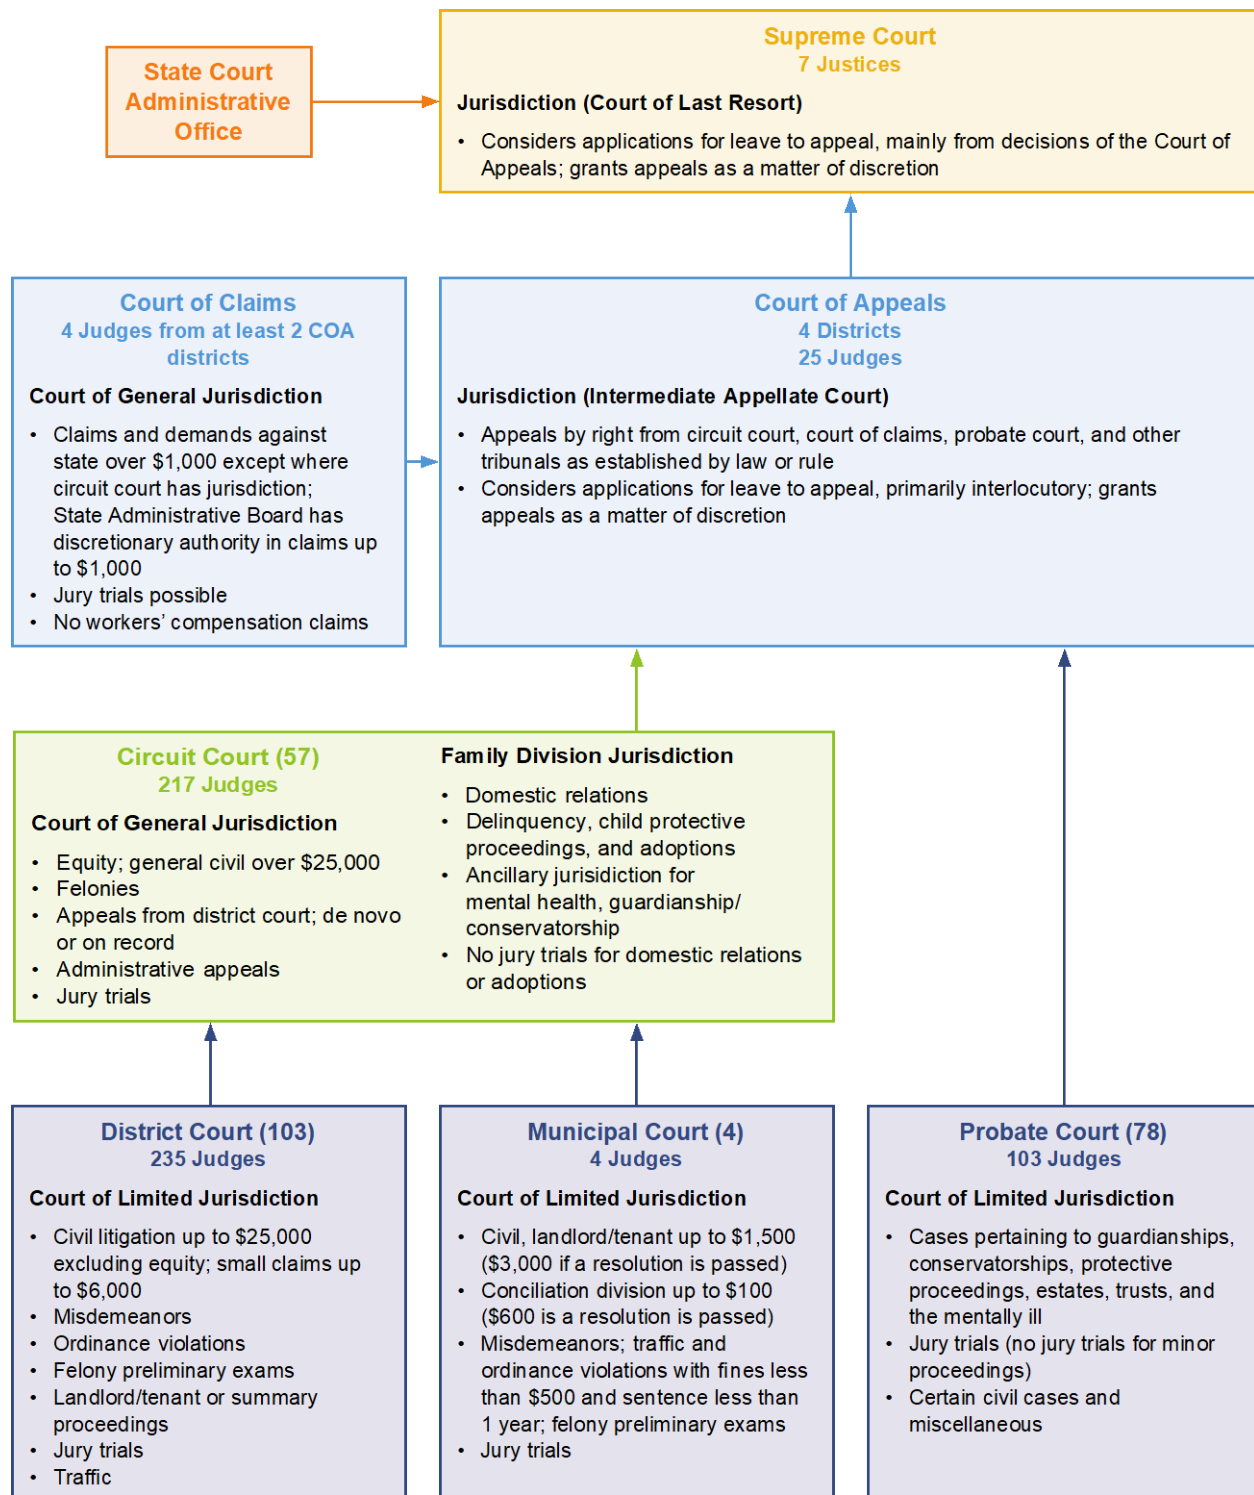 State Court
Administrative
Office
Supreme Court
7 Justices
Jurisdiction (Court of Last Resort)
• Considers applications for leave to appeal, mainly from decisions of the Court of
Appeals; grants appeals as a matter of discretion
Court of Claims
4 Judges from at least 2 COA
districts
Court of General Jurisdiction
• Claims and demands against
state over $1,000 except where
circuit court has jurisdiction;
State Administrative Board has
discretionary authority in claims up
to $1,000
• Jury trials possible
• No workers’ compensation claims
Court of Appeals
4 Districts
25 Judges
Jurisdiction (Intermediate Appellate Court)
• Appeals by right from circuit court, court of claims, probate court, and other
tribunals as established by law or rule
• Considers applications for leave to appeal, primarily interlocutory; grants
appeals as a matter of discretion
Circuit Court (57)
217 Judges
Court of General Jurisdiction
• Equity; general civil over $25,000
• Felonies
• Appeals from district court; de novo
or on record
• Administrative appeals
• Jury trials
Family Division Jurisdiction
• Domestic relations
• Delinquency, child protective
proceedings, and adoptions
• Ancillary jurisidiction for
mental health, guardianship/
conservatorship
• No jury trials for domestic relations
or adoptions
District Court (103)
235 Judges
Court of Limited Jurisdiction
• Civil litigation up to $25,000
excluding equity; small claims up
to $6,000
• Misdemeanors
• Ordinance violations
• Felony preliminary exams
• Landlord/tenant or summary
proceedings
• Jury trials
• Traffic
Municipal Court (4)
4 Judges
Court of Limited Jurisdiction
• Civil, landlord/tenant up to $1,500
($3,000 if a resolution is passed)
• Conciliation division up to $100
($600 is a resolution is passed)
• Misdemeanors; traffic and
ordinance violations with fines less
than $500 and sentence less than
1 year; felony preliminary exams
• Jury trials
Probate Court (78)
103 Judges
Court of Limited Jurisdiction
• Cases pertaining to guardianships,
conservatorships, protective
proceedings, estates, trusts, and
the mentally ill
• Jury trials (no jury trials for minor
proceedings)
• Certain civil cases and
miscellaneous